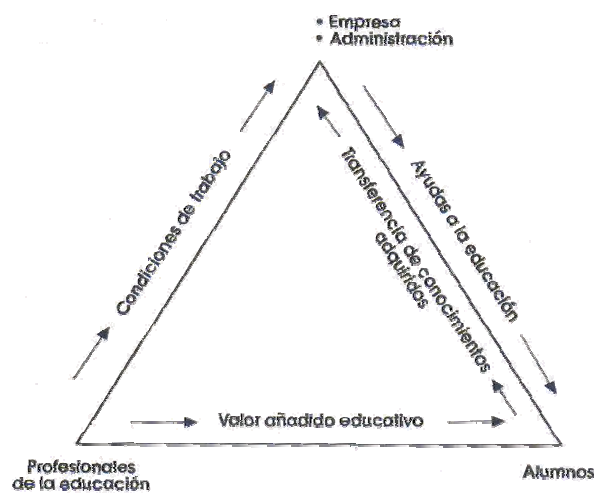 • Empresa
• Administración
Condiciones de trabajo
Ayudas a la educación
Transferencia de conocimientos
adquiridos
Valor añadido educativo
Profesionales
de la educación
Alumnos